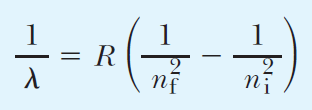 1/λ = R(1/n_f² − 1/n_i²)